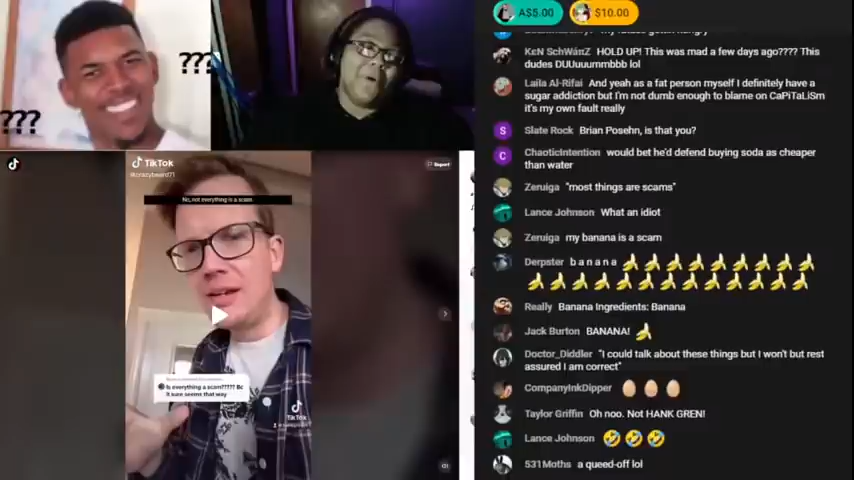 ???
???
TikTok
@crazybeard71
Report
No, not everything is a scam.
Is everything a scam????? Bc
it sure seems that way
TikTok
A$5.00
$10.00
KɛN SchWánZ HOLD UP! This was mad a few days ago???? This
dudes DUUuuummbbb lol
Laila Al-Rifai And yeah as a fat person myself I definitely have a
sugar addiction but I'm not dumb enough to blame on CaPiTaLiSm
it's my own fault really
S
Slate Rock Brian Posehn, is that you?
C
ChaoticIntention would bet he'd defend buying soda as cheaper
than water
Zeruiga "most things are scams"
Lance Johnson What an idiot
Zeruiga my banana is a scam
Derpster b a n a n a 🍌🍌🍌🍌🍌🍌🍌🍌🍌
🍌🍌🍌🍌🍌🍌🍌🍌🍌🍌🍌🍌🍌
Really Banana Ingredients: Banana
Jack Burton BANANA! 🍌
Doctor_Diddler "I could talk about these things but I won't but rest
assured I am correct"
CompanyInkDipper 🥚🥚🥚
Taylor Griffin Oh noo. Not HANK GREN!
Lance Johnson 🤣🤣🤣
S
531Moths a queed-off lol